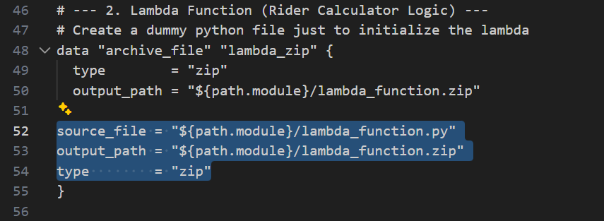 46 # --- 2. Lambda Function (Rider Calculator Logic) ---
47 # Create a dummy python file just to initialize the lambda
48 data "archive_file" "lambda_zip" {
49   type        = "zip"
50   output_path = "${path.module}/lambda_function.zip"
51
52 source_file = "${path.module}/lambda_function.py"
53 output_path = "${path.module}/lambda_function.zip"
54 type        = "zip"
55 }
56